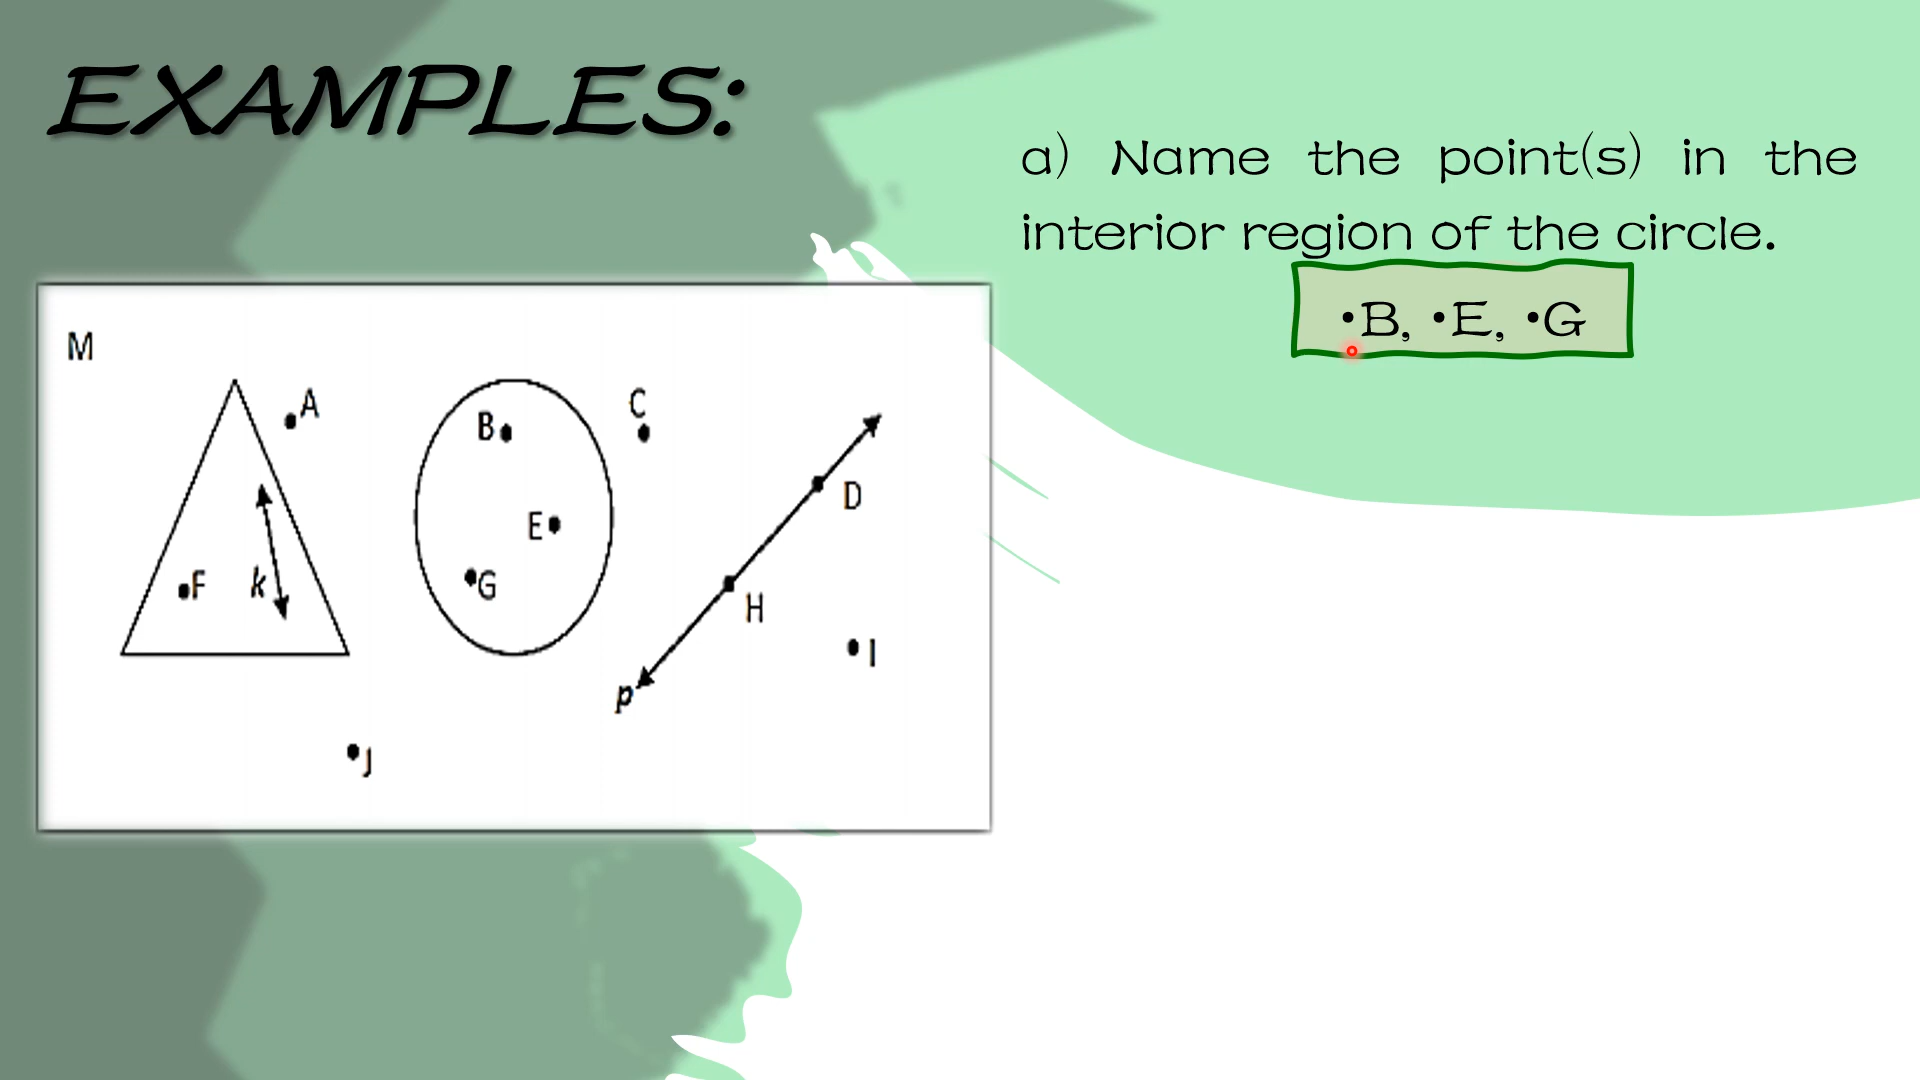 EXAMPLES:
a) Name the point(s) in the
interior region of the circle.
•B, •E, •G
M
A
B
C
D
E
F
k
G
H
I
p
J